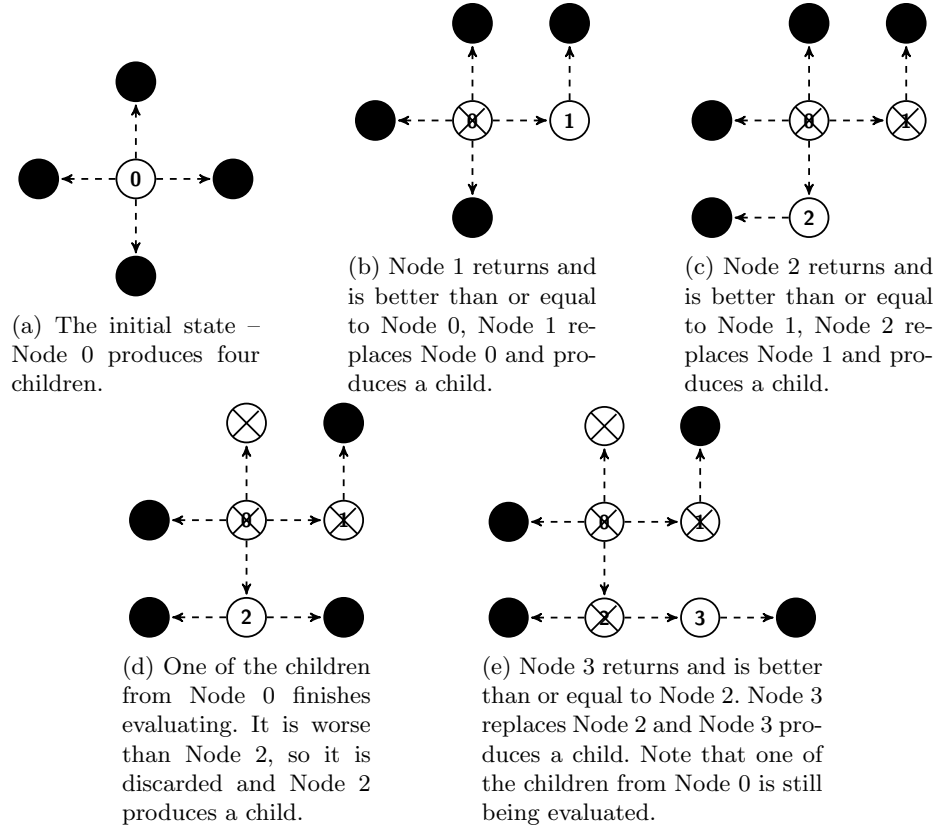 0
(a) The initial state –
Node 0 produces four
children.
0 1
(b) Node 1 returns and
is better than or equal
to Node 0, Node 1 re-
places Node 0 and pro-
duces a child.
0 1
2
(c) Node 2 returns and
is better than or equal
to Node 1, Node 2 re-
places Node 1 and pro-
duces a child.
0 1
2
(d) One of the children
from Node 0 finishes
evaluating. It is worse
than Node 2, so it is
discarded and Node 2
produces a child.
0 1
2 3
(e) Node 3 returns and is better
than or equal to Node 2. Node 3
replaces Node 2 and Node 3 pro-
duces a child. Note that one of
the children from Node 0 is still
being evaluated.